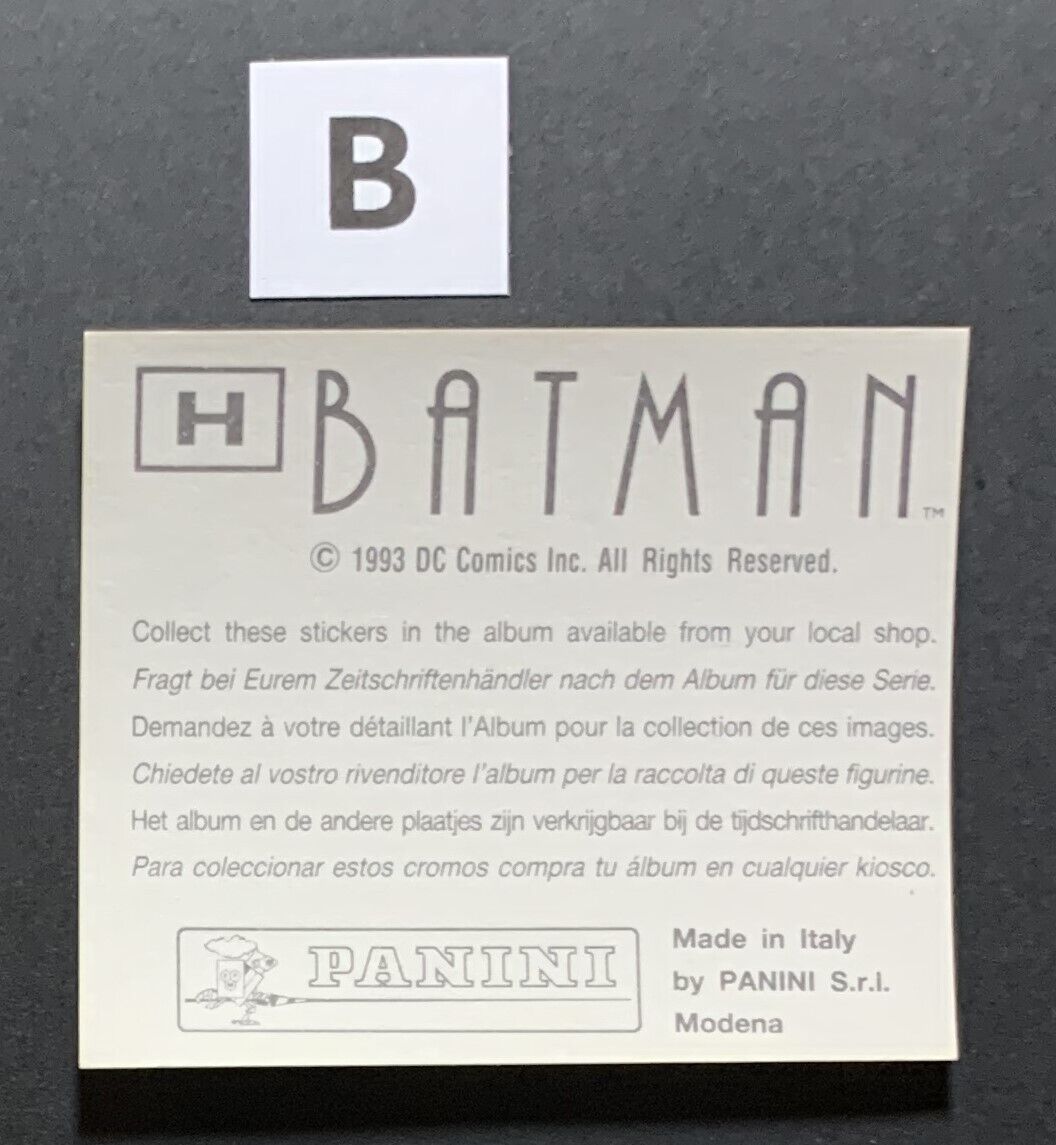 B
H BATMAN™
© 1993 DC Comics Inc. All Rights Reserved.
Collect these stickers in the album available from your local shop.
Fragt bei Eurem Zeitschriftenhändler nach dem Album für diese Serie.
Demandez à votre détaillant l'Album pour la collection de ces images.
Chiedete al vostro rivenditore l'album per la raccolta di queste figurine.
Het album en de andere plaatjes zijn verkrijgbaar bij de tijdschrifthandelaar.
Para coleccionar estos cromos compra tu álbum en cualquier kiosco.
PANINI
Made in Italy
by PANINI S.r.l.
Modena